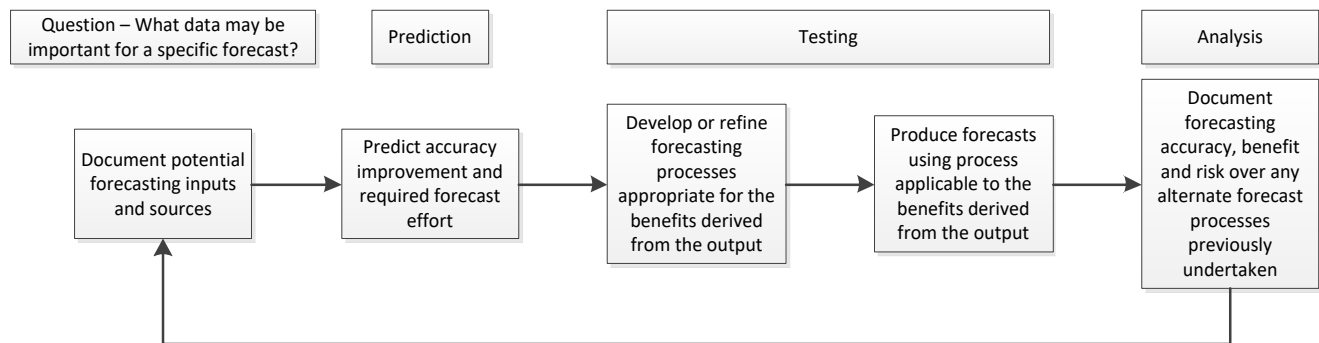 Question – What data may be
important for a specific forecast?
Prediction
Testing
Analysis
Document potential
forecasting inputs
and sources
Predict accuracy
improvement and
required forecast
effort
Develop or refine
forecasting
processes
appropriate for the
benefits derived
from the output
Produce forecasts
using process
applicable to the
benefits derived
from the output
Document
forecasting
accuracy, benefit
and risk over any
alternate forecast
processes
previously
undertaken